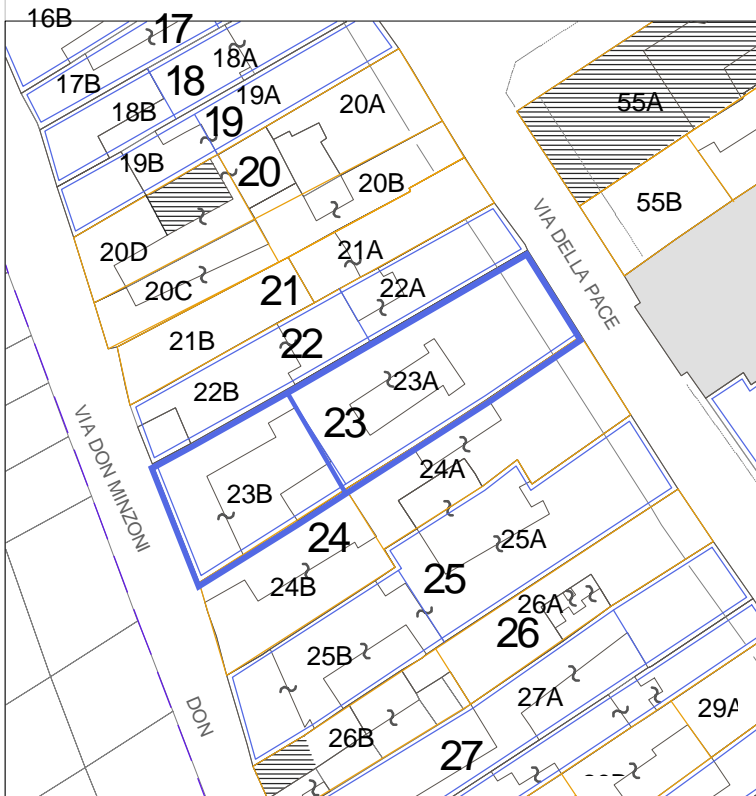 16B
17
18A
17B
18
19A
18B
20A
55A
19
19B
20
20B
55B
VIA DELLA PACE
20D
21A
20C
21
22A
21B
22
22B
23A
VIA DON MINZONI
23
24A
23B
24
25A
24B
25
26A
26
25B
27A
DON
29A
26B
27